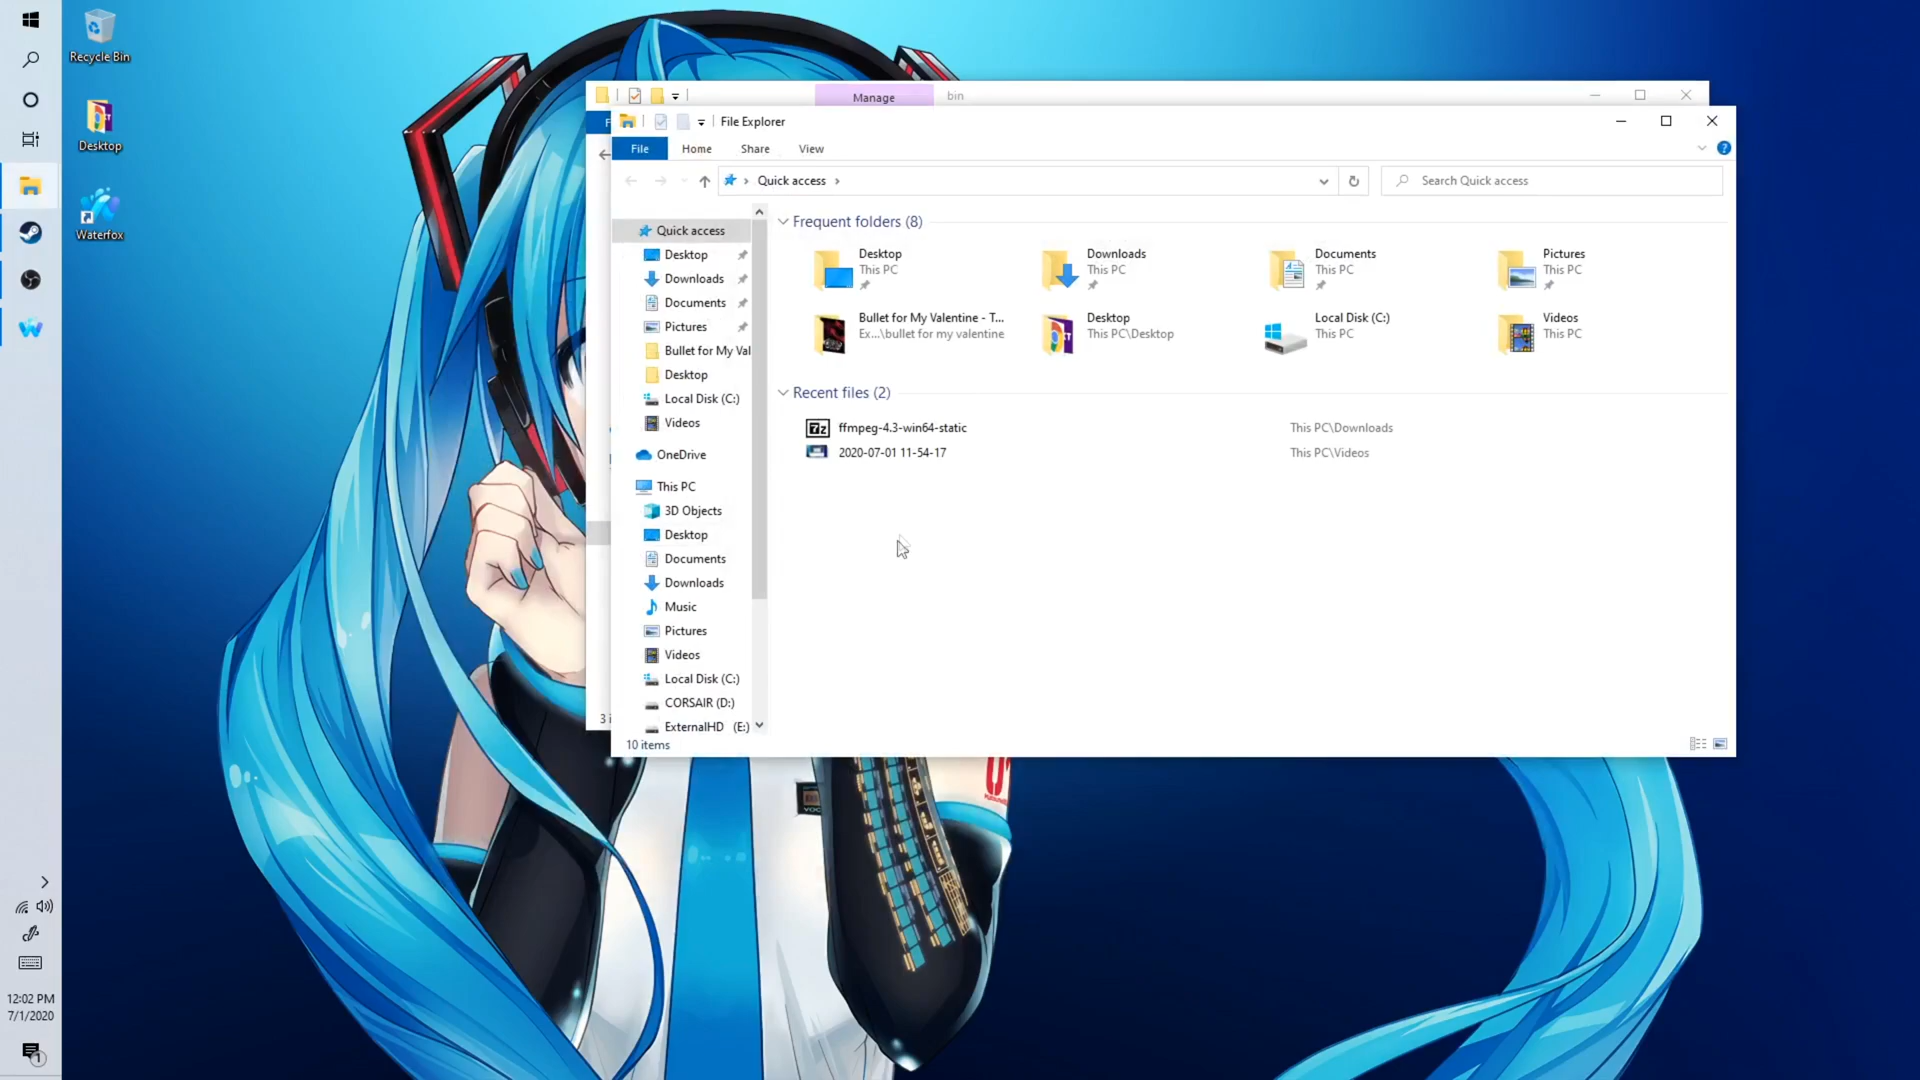 Recycle Bin
Desktop
Waterfox
12:02 PM
7/1/2020
Manage
bin
File Explorer
File
Home
Share
View
Quick access
Search Quick access
Quick access
Desktop
Downloads
Documents
Pictures
Bullet for My Val
Desktop
Local Disk (C:)
Videos
OneDrive
This PC
3D Objects
Desktop
Documents
Downloads
Music
Pictures
Videos
Local Disk (C:)
CORSAIR (D:)
ExternalHD (E:)
Frequent folders (8)
Desktop
This PC
Downloads
This PC
Documents
This PC
Pictures
This PC
Bullet for My Valentine - T...
Ex...\bullet for my valentine
Desktop
This PC\Desktop
Local Disk (C:)
This PC
Videos
This PC
Recent files (2)
ffmpeg-4.3-win64-static
This PC\Downloads
2020-07-01 11-54-17
This PC\Videos
10 items